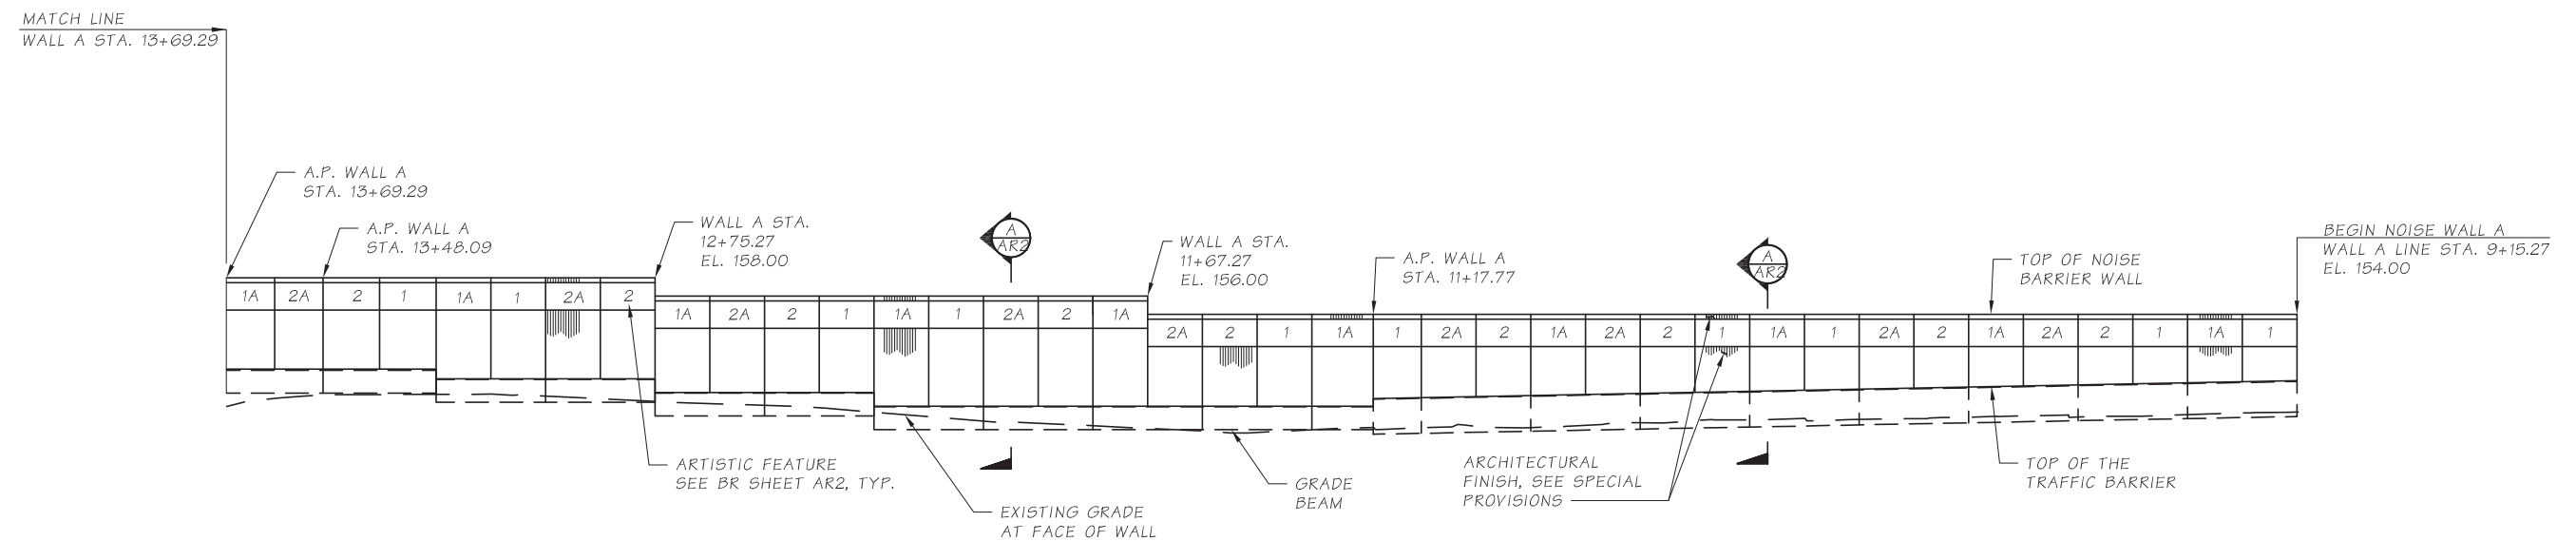 MATCH LINE
WALL A STA. 13+69.29
A.P. WALL A
STA. 13+69.29
A.P. WALL A
STA. 13+48.09
WALL A STA.
12+75.27
EL. 158.00
A
AR2
WALL A STA.
11+67.27
EL. 156.00
A.P. WALL A
STA. 11+17.77
A
AR2
TOP OF NOISE
BARRIER WALL
BEGIN NOISE WALL A
WALL A LINE STA. 9+15.27
EL. 154.00
1A 2A 2 1 1A 1 2A 2
1A 2A 2 1 1A 1 2A 2 1A
2A 2 1 1A 1 2A 2 1A 2A 2 1 1A 1 2A 2 1A 2A 2 1 1A 1
ARTISTIC FEATURE
SEE BR SHEET AR2, TYP.
EXISTING GRADE
AT FACE OF WALL
GRADE
BEAM
ARCHITECTURAL
FINISH, SEE SPECIAL
PROVISIONS
TOP OF THE
TRAFFIC BARRIER